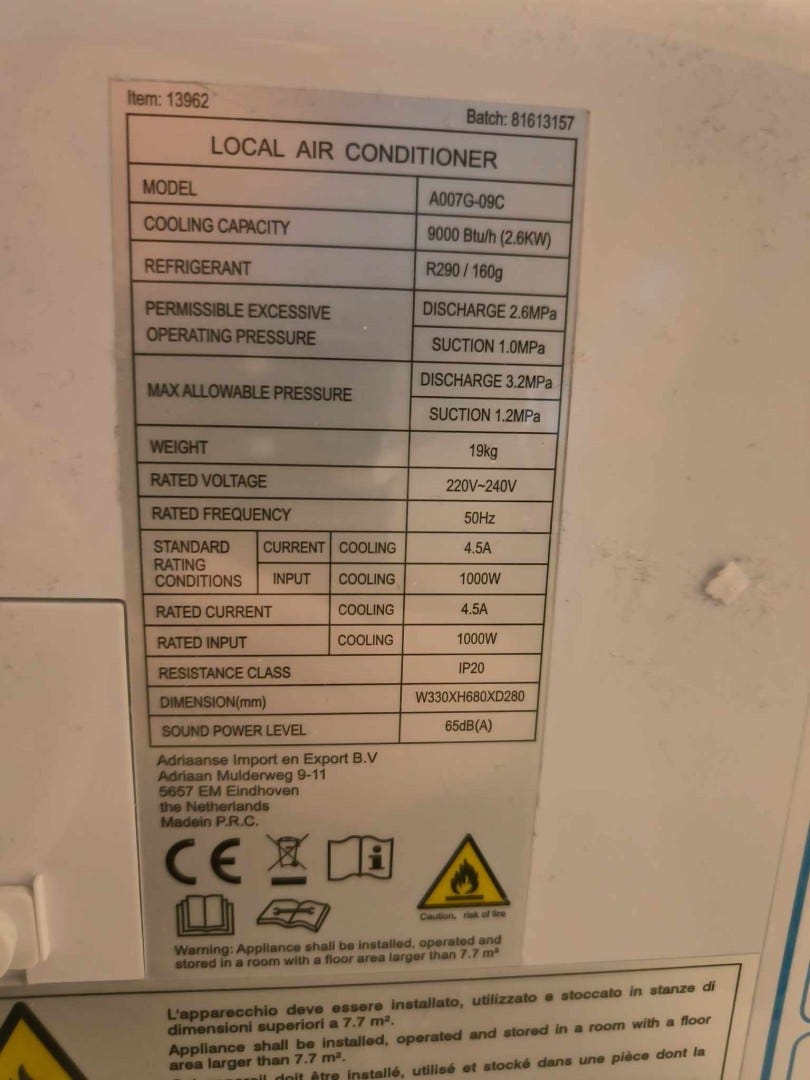 Item: 13962
Batch: 81613157
LOCAL AIR CONDITIONER
MODEL A007G-09C
COOLING CAPACITY 9000 Btu/h (2.6KW)
REFRIGERANT R290 / 160g
PERMISSIBLE EXCESSIVE OPERATING PRESSURE
DISCHARGE 2.6MPa
SUCTION 1.0MPa
MAX ALLOWABLE PRESSURE
DISCHARGE 3.2MPa
SUCTION 1.2MPa
WEIGHT 19kg
RATED VOLTAGE 220V~240V
RATED FREQUENCY 50Hz
STANDARD RATING CONDITIONS
CURRENT COOLING 4.5A
INPUT COOLING 1000W
RATED CURRENT COOLING 4.5A
RATED INPUT COOLING 1000W
RESISTANCE CLASS IP20
DIMENSION(mm) W330XH680XD280
SOUND POWER LEVEL 65dB(A)
Adriaanse Import en Export B.V
Adriaan Mulderweg 9-11
5657 EM Eindhoven
the Netherlands
Madein P.R.C.
CE
Caution, risk of fire
Warning: Appliance shall be installed, operated and
stored in a room with a floor area larger than 7.7 m²
L'apparecchio deve essere installato, utilizzato e stoccato in stanze di
dimensioni superiori a 7.7 m².
Appliance shall be installed, operated and stored in a room with a floor
area larger than 7.7 m².
doit être installé, utilisé et stocké dans une pièce dont la